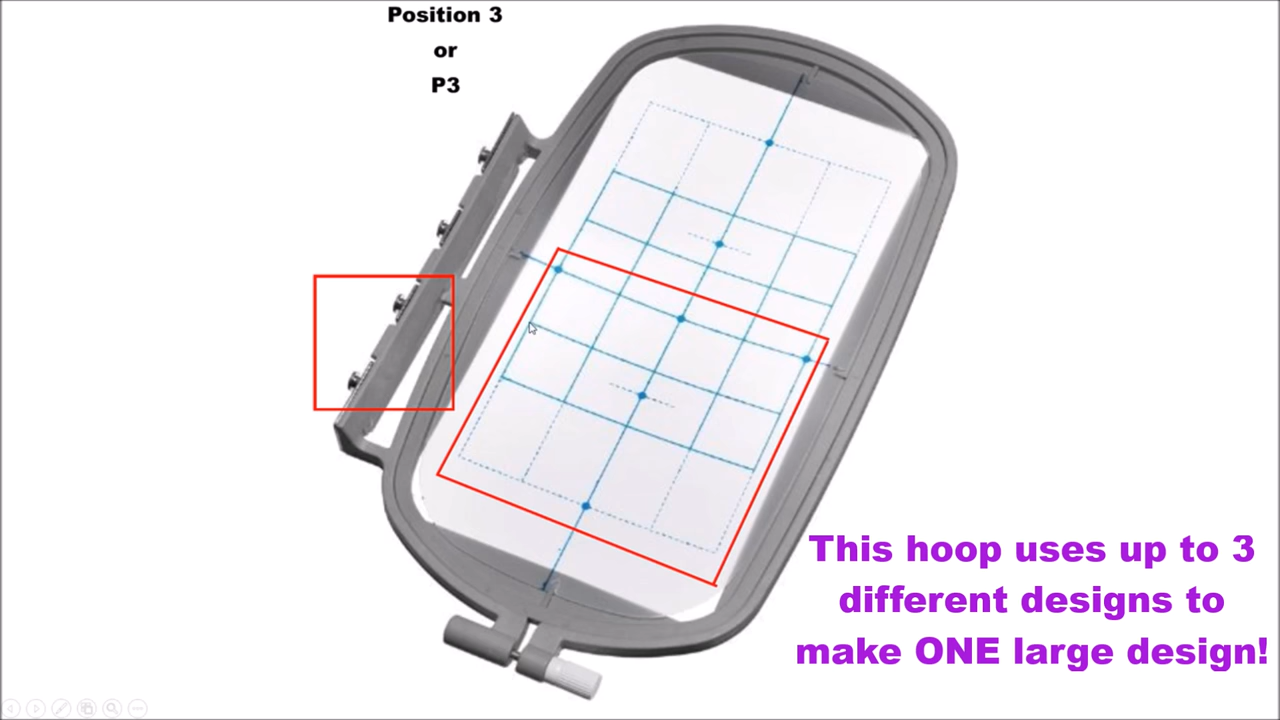 Position 3
or
P3
This hoop uses up to 3
different designs to
make ONE large design!